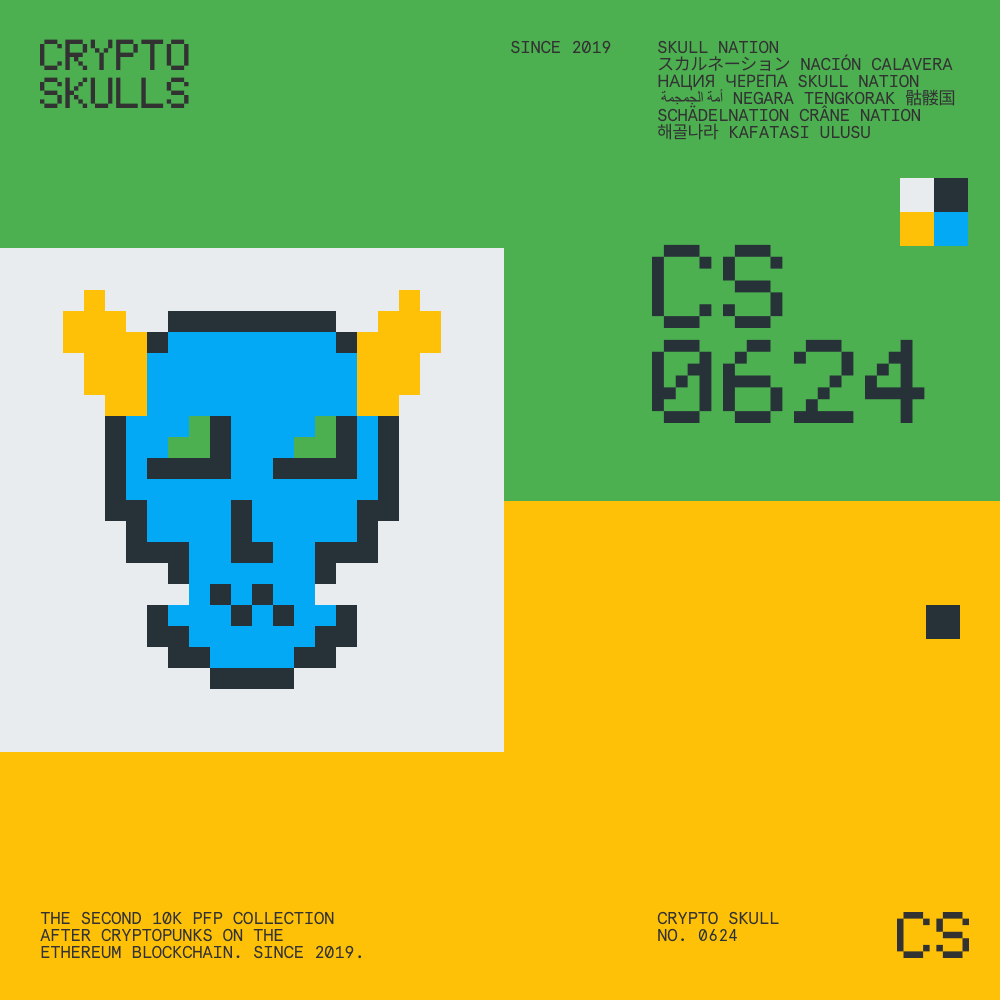 CRYPTO
SKULLS
SINCE 2019
SKULL NATION
スカルネーション NACIÓN CALAVERA
НАЦИЯ ЧЕРЕПА SKULL NATION
أمة الجمجمة NEGARA TENGKORAK 骷髅国
SCHÄDELNATION CRÂNE NATION
해골나라 KAFATASI ULUSU
CS
0624
THE SECOND 10K PFP COLLECTION
AFTER CRYPTOPUNKS ON THE
ETHEREUM BLOCKCHAIN. SINCE 2019.
CRYPTO SKULL
NO. 0624
CS